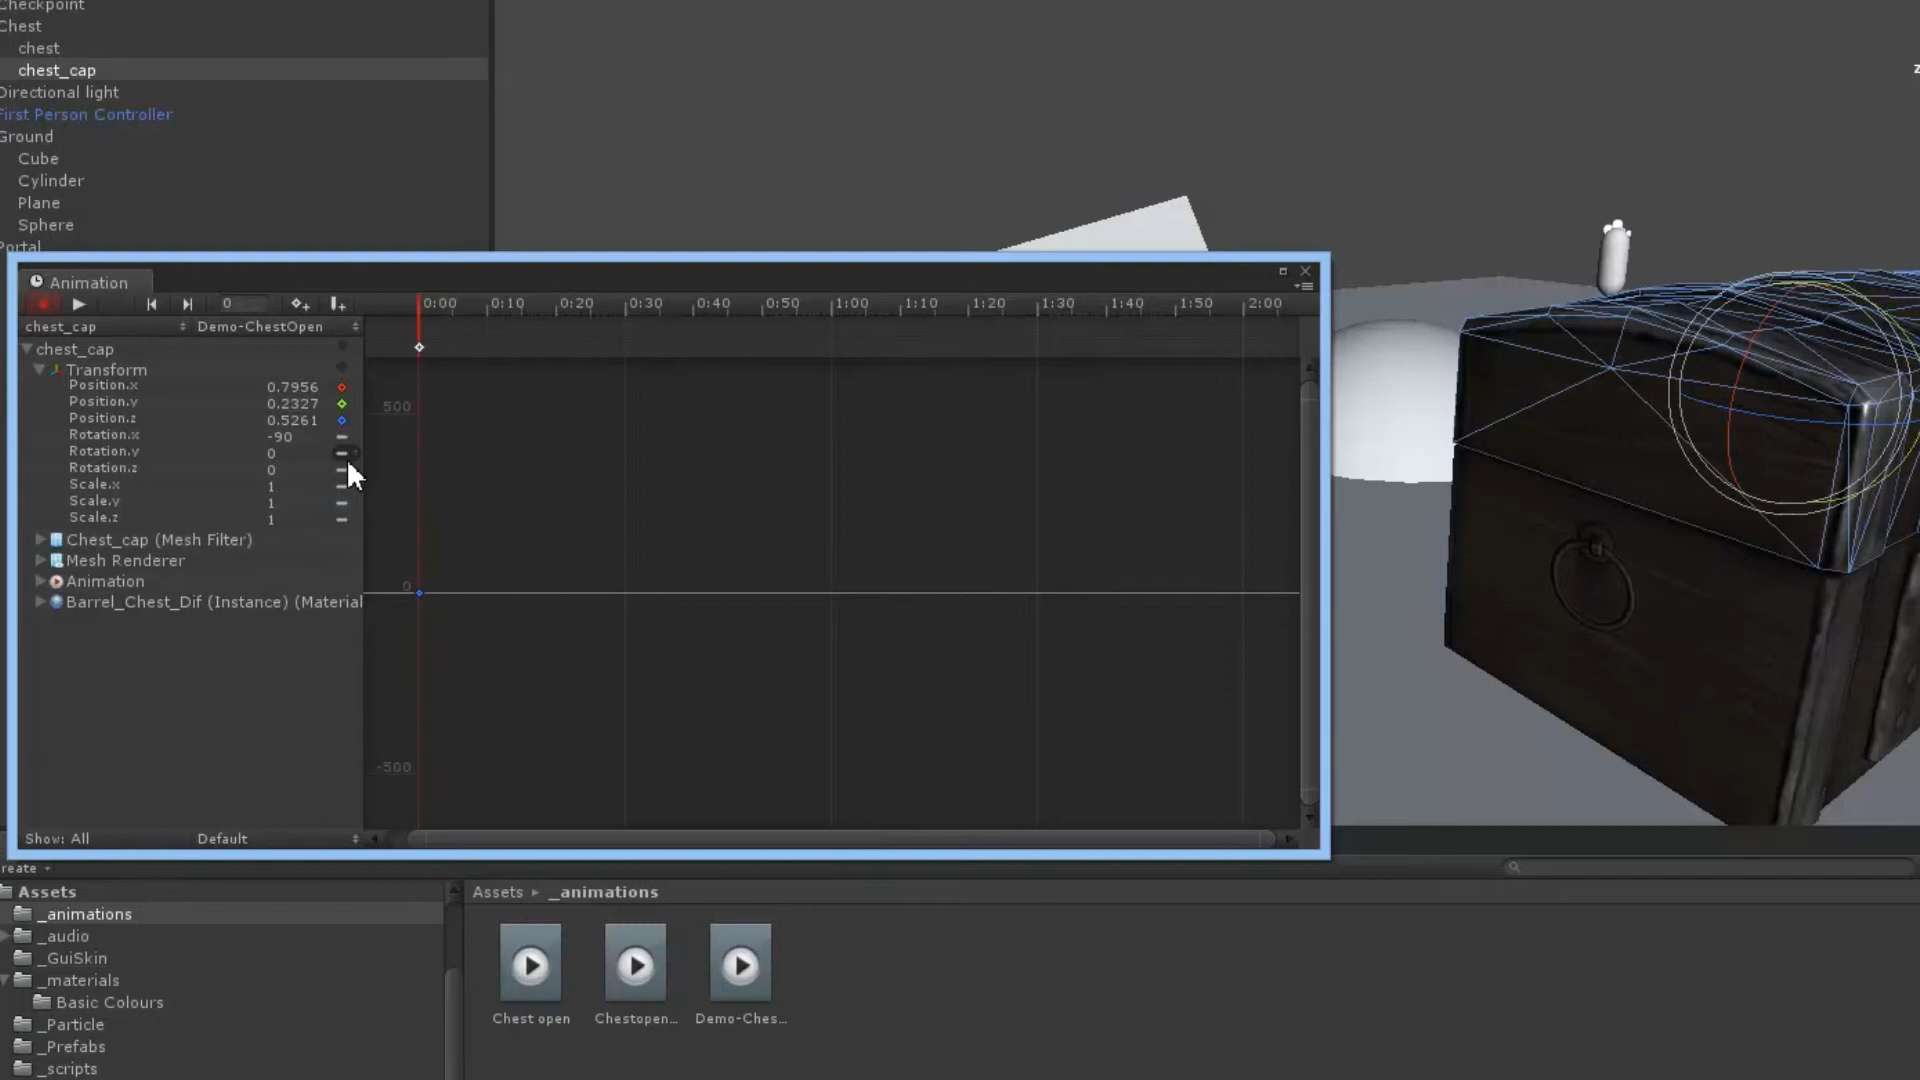 Checkpoint
Chest
chest
chest_cap
Directional light
First Person Controller
Ground
Cube
Cylinder
Plane
Sphere
Portal
z
Animation
0
0:00 0:10 0:20 0:30 0:40 0:50 1:00 1:10 1:20 1:30 1:40 1:50 2:00
chest_cap Demo-ChestOpen
chest_cap
Transform
Position.x 0.7956
Position.y 0.2327
Position.z 0.5261
Rotation.x -90
Rotation.y 0
Rotation.z 0
Scale.x 1
Scale.y 1
Scale.z 1
Chest_cap (Mesh Filter)
Mesh Renderer
Animation
Barrel_Chest_Dif (Instance) (Material
500
0
-500
Show: All Default
reate
Assets
_animations
_audio
_GuiSkin
_materials
Basic Colours
_Particle
_Prefabs
_scripts
Assets _animations
Chest open Chestopen... Demo-Ches...